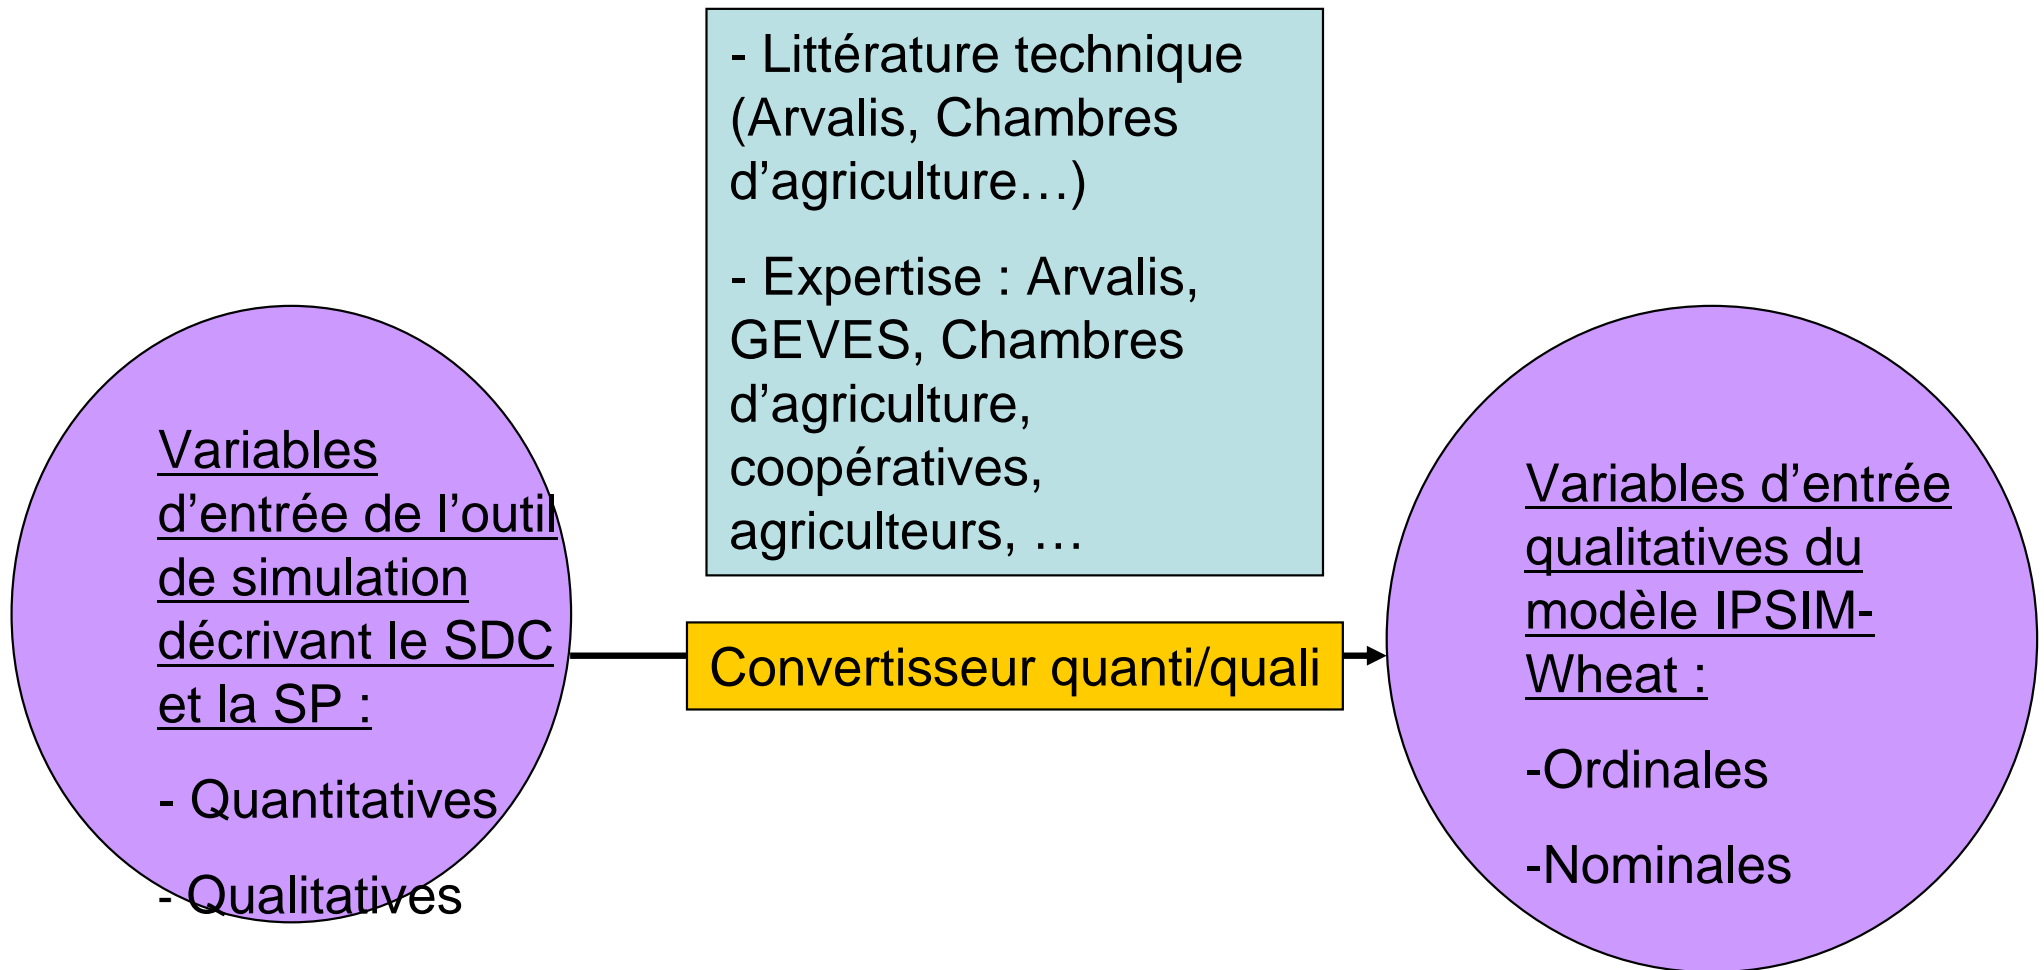 - Littérature technique
(Arvalis, Chambres
d’agriculture…)
- Expertise : Arvalis,
GEVES, Chambres
d’agriculture,
coopératives,
agriculteurs, …
Variables
d’entrée de l’outil
de simulation
décrivant le SDC
et la SP :
- Quantitatives
- Qualitatives
Convertisseur quanti/quali
Variables d’entrée
qualitatives du
modèle IPSIM-
Wheat :
-Ordinales
-Nominales